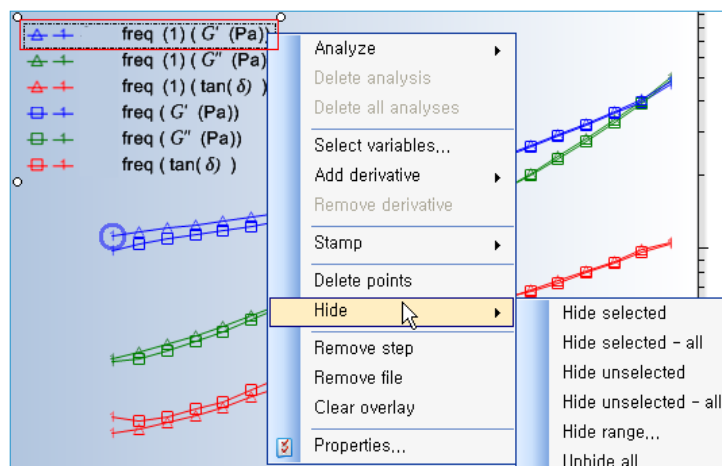 freq (1) ( G' (Pa))
freq (1) ( G" (Pa)
freq (1) ( tan( δ) )
freq ( G' (Pa))
freq ( G" (Pa))
freq ( tan( δ) )
Analyze
Delete analysis
Delete all analyses
Select variables...
Add derivative
Remove derivative
Stamp
Delete points
Hide
Remove step
Remove file
Clear overlay
Properties...
Hide selected
Hide selected - all
Hide unselected
Hide unselected - all
Hide range...
Unhide all